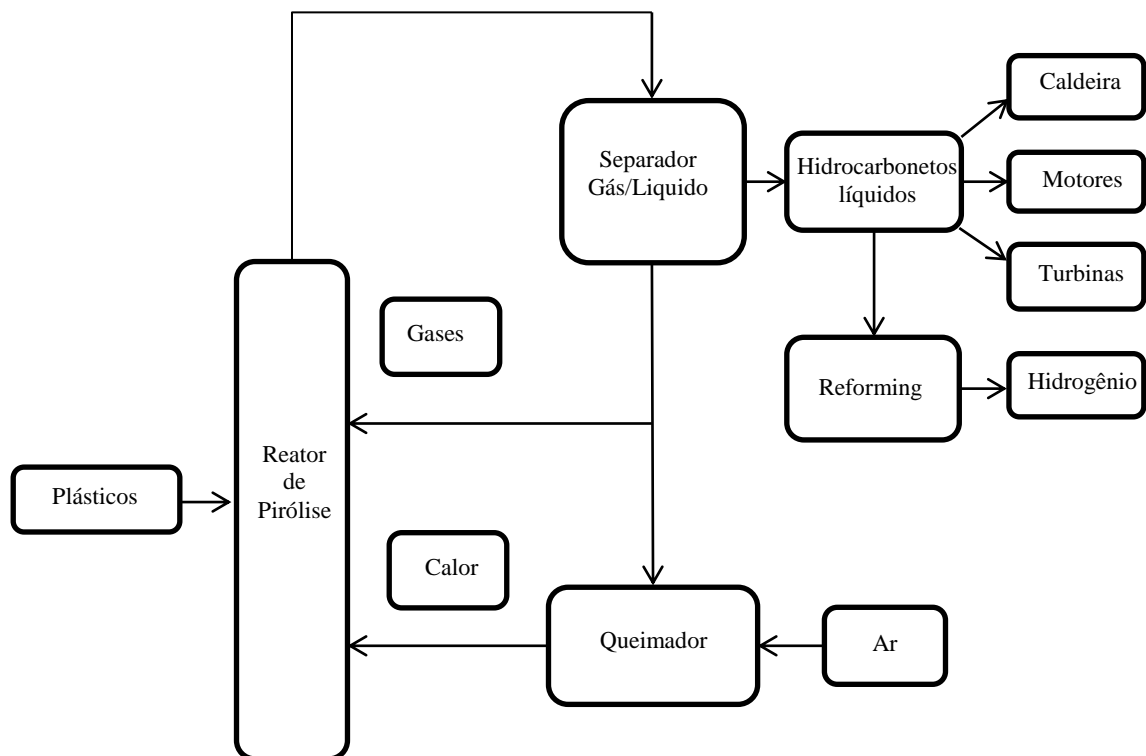 Caldeira
Separador
Gás/Liquido
Hidrocarbonetos
líquidos
Motores
Turbinas
Gases
Reforming
Hidrogênio
Reator
de
Pirólise
Plásticos
Calor
Queimador
Ar